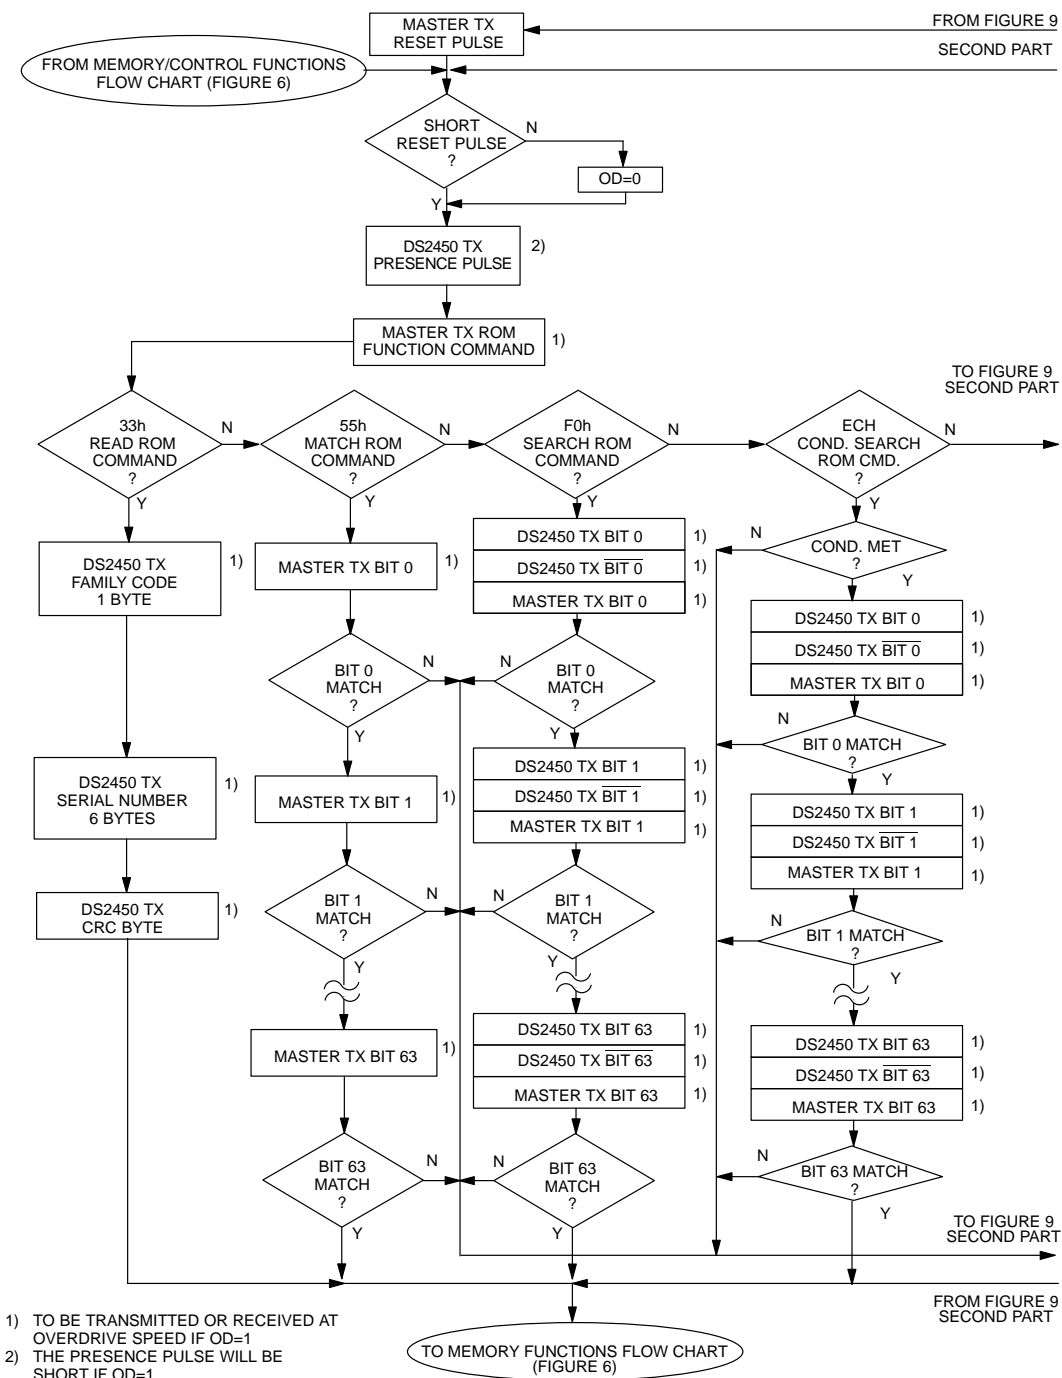 MASTER TX
RESET PULSE
FROM FIGURE 9
SECOND PART
FROM MEMORY/CONTROL FUNCTIONS
FLOW CHART (FIGURE 6)
SHORT
RESET PULSE
?
N
OD=0
Y
DS2450 TX
PRESENCE PULSE
2)
MASTER TX ROM
FUNCTION COMMAND
1)
TO FIGURE 9
SECOND PART
33h
READ ROM
COMMAND
?
N
Y
55h
MATCH ROM
COMMAND
?
N
Y
F0h
SEARCH ROM
COMMAND
?
N
Y
ECH
COND. SEARCH
ROM CMD.
?
N
Y
DS2450 TX
FAMILY CODE
1 BYTE
1)
DS2450 TX
SERIAL NUMBER
6 BYTES
1)
DS2450 TX
CRC BYTE
1)
MASTER TX BIT 0
1)
BIT 0
MATCH
?
N
Y
MASTER TX BIT 1
1)
BIT 1
MATCH
?
N
Y
MASTER TX BIT 63
1)
BIT 63
MATCH
?
N
Y
DS2450 TX BIT 0
1)
DS2450 TX BIT 0
1)
MASTER TX BIT 0
1)
BIT 0
MATCH
?
N
Y
DS2450 TX BIT 1
1)
DS2450 TX BIT 1
1)
MASTER TX BIT 1
1)
BIT 1
MATCH
?
N
Y
DS2450 TX BIT 63
1)
DS2450 TX BIT 63
1)
MASTER TX BIT 63
1)
BIT 63
MATCH
?
N
Y
COND. MET
?
N
Y
DS2450 TX BIT 0
1)
DS2450 TX BIT 0
1)
MASTER TX BIT 0
1)
BIT 0 MATCH
?
N
Y
DS2450 TX BIT 1
1)
DS2450 TX BIT 1
1)
MASTER TX BIT 1
1)
BIT 1 MATCH
?
N
Y
DS2450 TX BIT 63
1)
DS2450 TX BIT 63
1)
MASTER TX BIT 63
1)
BIT 63 MATCH
?
N
Y
TO FIGURE 9
SECOND PART
FROM FIGURE 9
SECOND PART
TO MEMORY FUNCTIONS FLOW CHART
(FIGURE 6)
1) TO BE TRANSMITTED OR RECEIVED AT
OVERDRIVE SPEED IF OD=1
2) THE PRESENCE PULSE WILL BE
SHORT IF OD=1